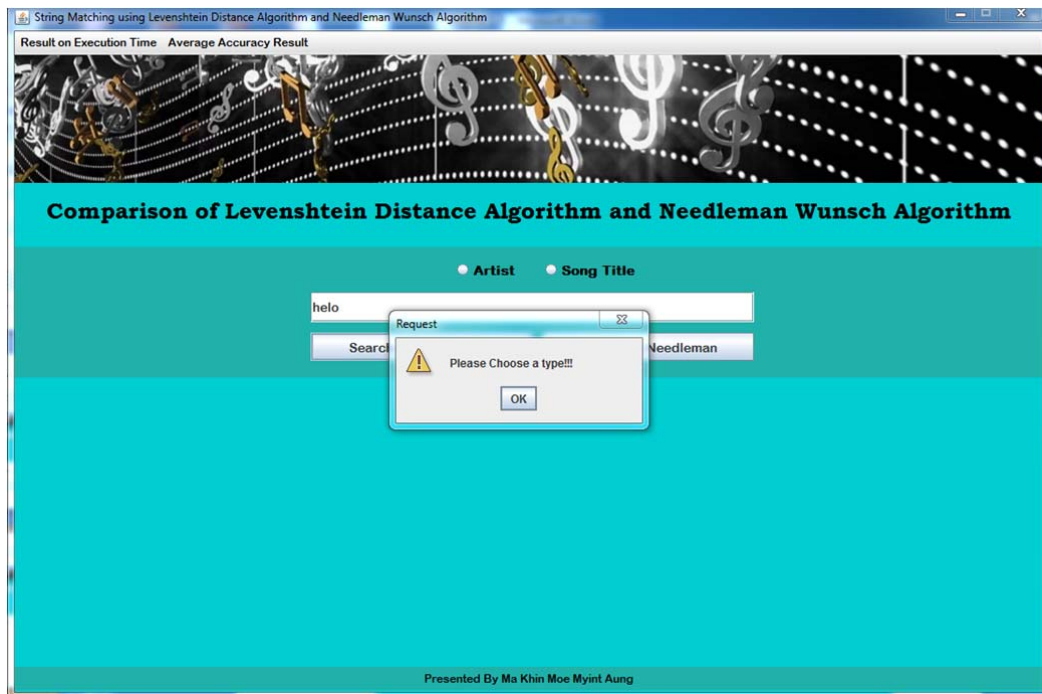 String Matching using Levenshtein Distance Algorithm and Needleman Wunsch Algorithm
Result on Execution Time Average Accuracy Result
Comparison of Levenshtein Distance Algorithm and Needleman Wunsch Algorithm
Artist Song Title
helo
Request
Search Needleman
Please Choose a type!!!
OK
Presented By Ma Khin Moe Myint Aung